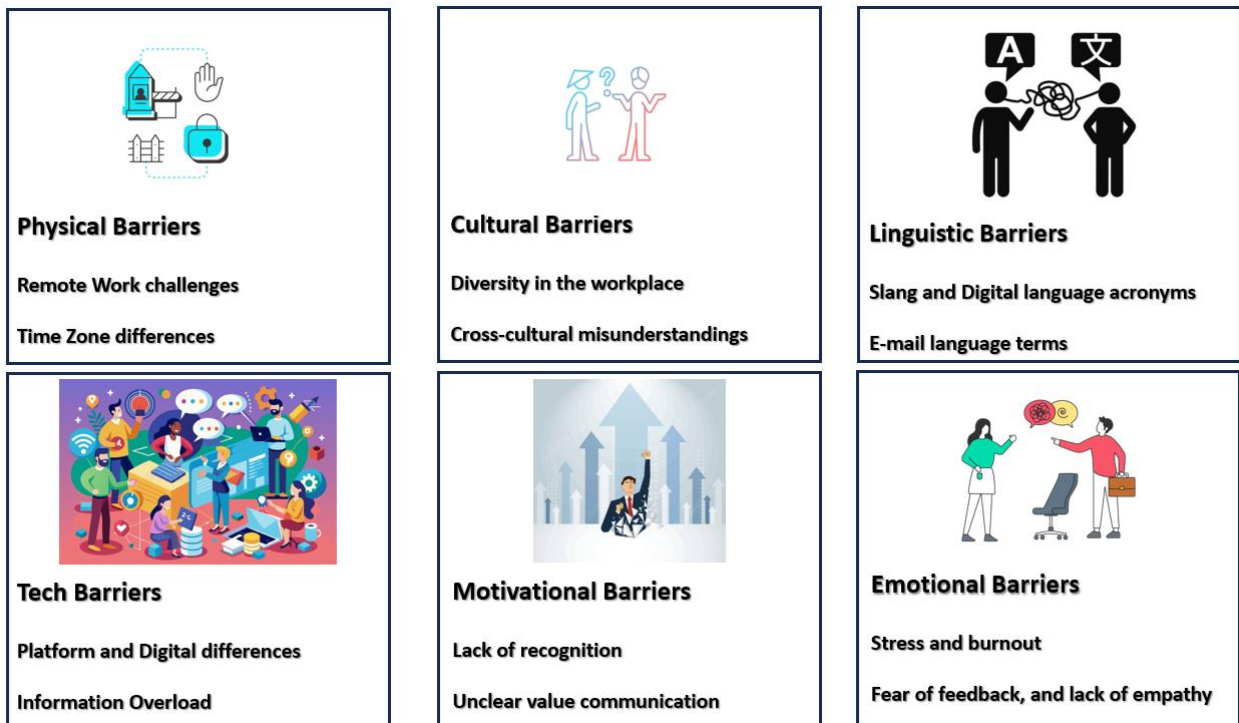 A
文
Physical Barriers
Remote Work challenges
Time Zone differences
Cultural Barriers
Diversity in the workplace
Cross-cultural misunderstandings
Linguistic Barriers
Slang and Digital language acronyms
E-mail language terms
Tech Barriers
Platform and Digital differences
Information Overload
Motivational Barriers
Lack of recognition
Unclear value communication
Emotional Barriers
Stress and burnout
Fear of feedback, and lack of empathy